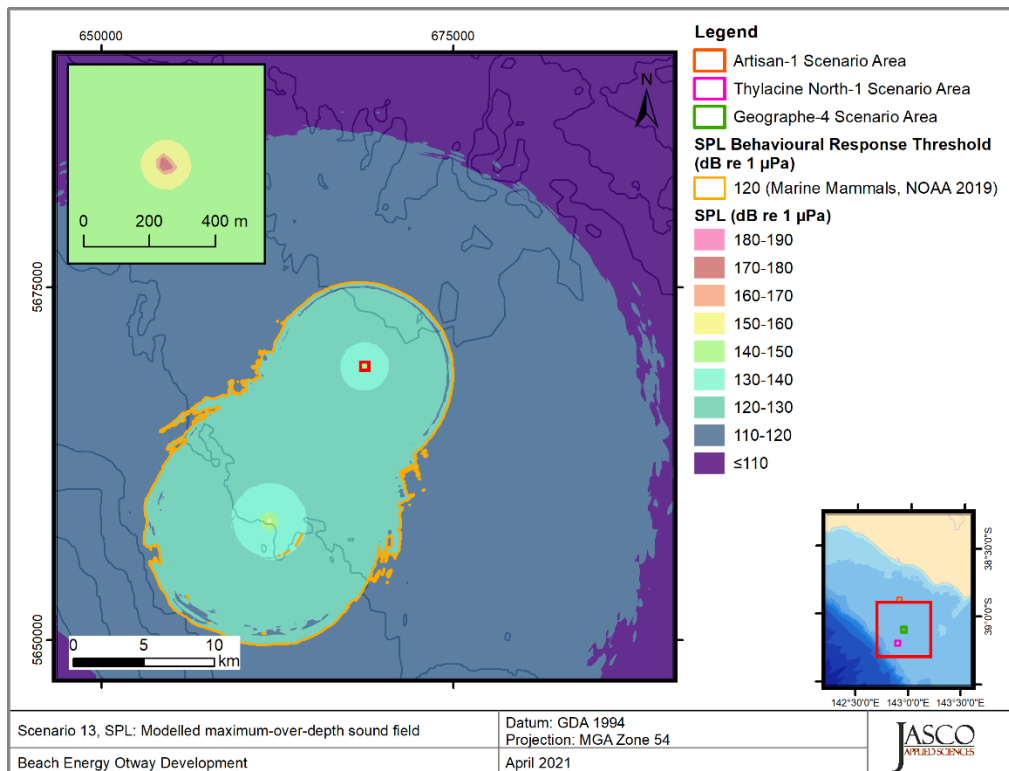 650000
675000
Legend
Artisan-1 Scenario Area
Thylacine North-1 Scenario Area
Geographe-4 Scenario Area
SPL Behavioural Response Threshold
(dB re 1 µPa)
120 (Marine Mammals, NOAA 2019)
SPL (dB re 1 µPa)
180-190
170-180
160-170
150-160
140-150
130-140
120-130
110-120
≤110
N
0 200 400 m
5675000
5650000
0 5 10
km
38°30'S
39°0'0"S
142°30'0"E 143°0'0"E 143°30'0"E
Scenario 13, SPL: Modelled maximum-over-depth sound field
Datum: GDA 1994
Projection: MGA Zone 54
Beach Energy Otway Development
April 2021
JASCO
APPLIED SCIENCES